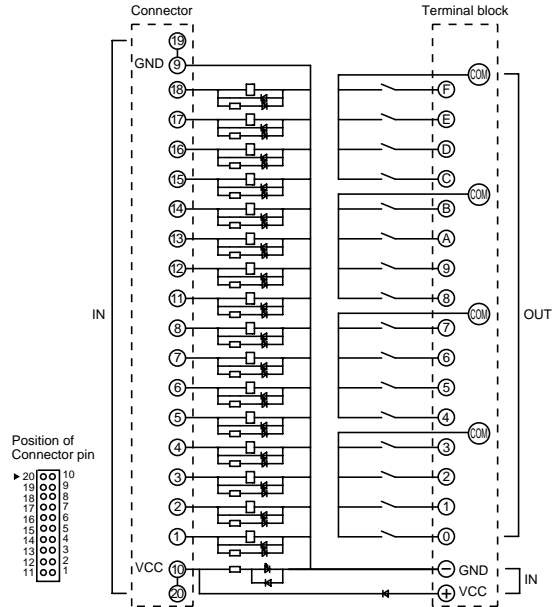 Connector Terminal block
19
GND 9
COM
18 F
17 E
16 D
15 C
COM
14 B
13 A
12 9
11 8
IN OUT
COM
8 7
7 6
6 5
5 4
COM
4 3
3 2
2 1
1 0
VCC 10 − GND
IN
20 + VCC
Position of
Connector pin
20 10
19 9
18 8
17 7
16 6
15 5
14 4
13 3
12 2
11 1